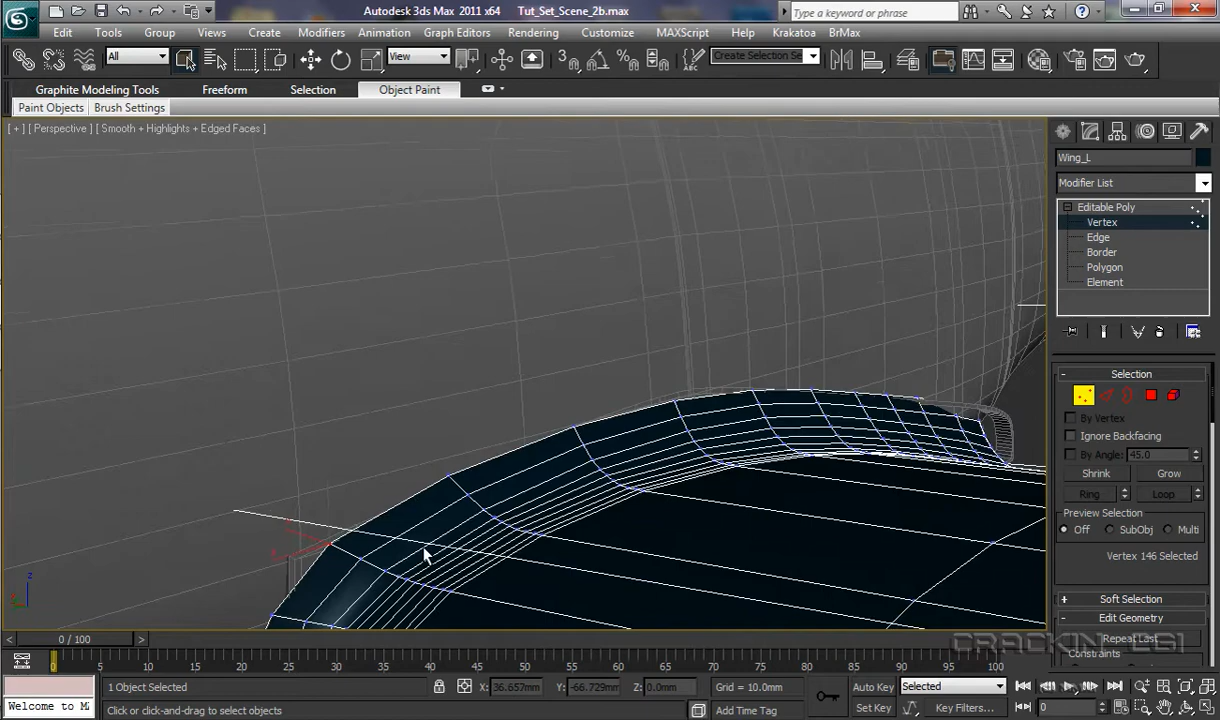 Autodesk 3ds Max 2011 x64 Tut_Set_Scene_2b.max
Type a keyword or phrase
Edit Tools Group Views Create Modifiers Animation Graph Editors Rendering Customize MAXScript Help Krakatoa BrMax
All View Create Selection Se
Graphite Modeling Tools Freeform Selection Object Paint
Paint Objects Brush Settings
[ + ] [ Perspective ] [ Smooth + Highlights + Edged Faces ]
Wing_L
Modifier List
Editable Poly
Vertex
Edge
Border
Polygon
Element
Selection
By Vertex
Ignore Backfacing
By Angle: 45.0
Shrink Grow
Ring Loop
Preview Selection
Off SubObj Multi
Vertex 146 Selected
Soft Selection
Edit Geometry
Repeat Last
Constraints
CRACKIN' CGI
z
0 / 100
0 5 10 15 20 25 30 35 40 45 50 55 60 65 70 75 80 85 90 95 100
1 Object Selected X: 36.657mm Y: -66.729mm Z: 0.0mm Grid = 10.0mm Auto Key Selected
Welcome to M Click or click-and-drag to select objects Add Time Tag Set Key Key Filters... 0